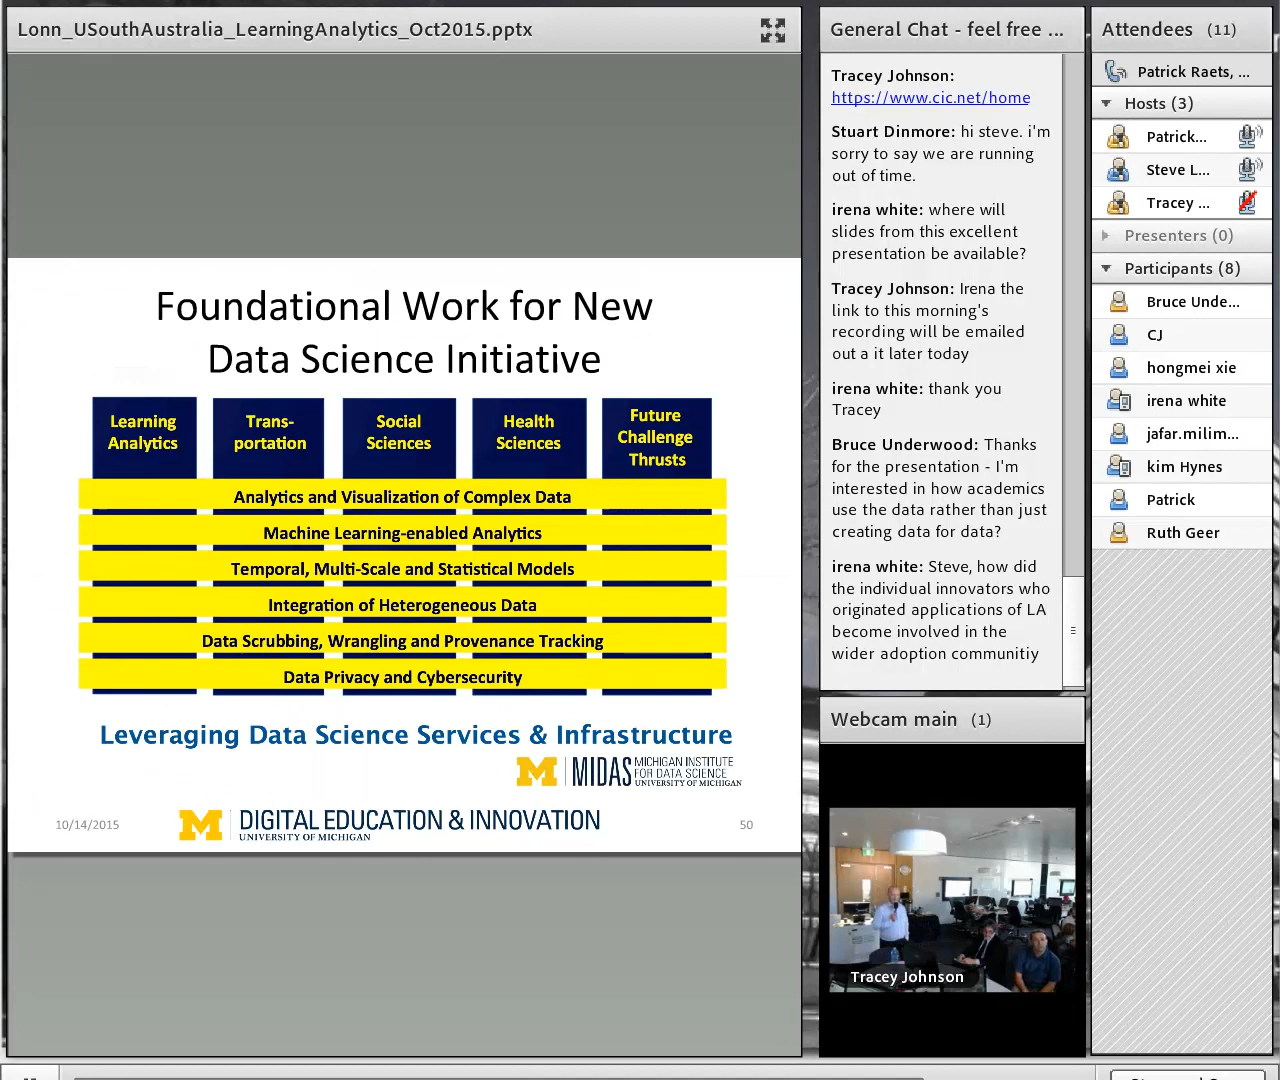 Lonn_USouthAustralia_LearningAnalytics_Oct2015.pptx
Foundational Work for New
Data Science Initiative
Learning
Analytics
Trans-
portation
Social
Sciences
Health
Sciences
Future
Challenge
Thrusts
Analytics and Visualization of Complex Data
Machine Learning-enabled Analytics
Temporal, Multi-Scale and Statistical Models
Integration of Heterogeneous Data
Data Scrubbing, Wrangling and Provenance Tracking
Data Privacy and Cybersecurity
Leveraging Data Science Services & Infrastructure
M MIDAS MICHIGAN INSTITUTE
FOR DATA SCIENCE
UNIVERSITY OF MICHIGAN
10/14/2015
M DIGITAL EDUCATION & INNOVATION
UNIVERSITY OF MICHIGAN
50
General Chat - feel free ...
Tracey Johnson:
https://www.cic.net/home
Stuart Dinmore: hi steve. i'm
sorry to say we are running
out of time.
irena white: where will
slides from this excellent
presentation be available?
Tracey Johnson: Irena the
link to this morning's
recording will be emailed
out a it later today
irena white: thank you
Tracey
Bruce Underwood: Thanks
for the presentation - I'm
interested in how academics
use the data rather than just
creating data for data?
irena white: Steve, how did
the individual innovators who
originated applications of LA
become involved in the
wider adoption communitiy
Webcam main (1)
Tracey Johnson
Attendees (11)
Patrick Raets, ...
Hosts (3)
Patrick...
Steve L...
Tracey ...
Presenters (0)
Participants (8)
Bruce Unde...
CJ
hongmei xie
irena white
jafar.milim...
kim Hynes
Patrick
Ruth Geer